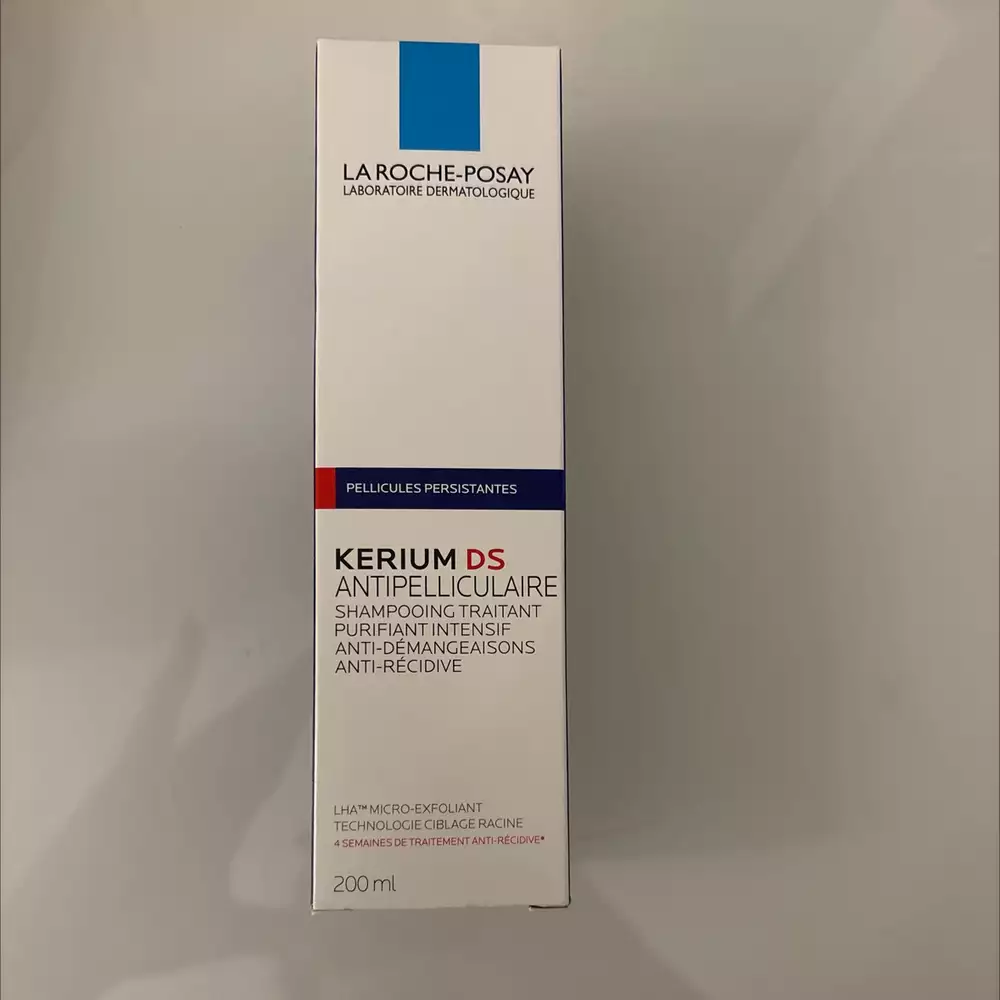 LA ROCHE-POSAY
LABORATOIRE DERMATOLOGIQUE
PELLICULES PERSISTANTES
KERIUM DS
ANTIPELLICULAIRE
SHAMPOOING TRAITANT
PURIFIANT INTENSIF
ANTI-DÉMANGEAISONS
ANTI-RÉCIDIVE
LHA™ MICRO-EXFOLIANT
TECHNOLOGIE CIBLAGE RACINE
4 SEMAINES DE TRAITEMENT ANTI-RÉCIDIVE*
200 ml